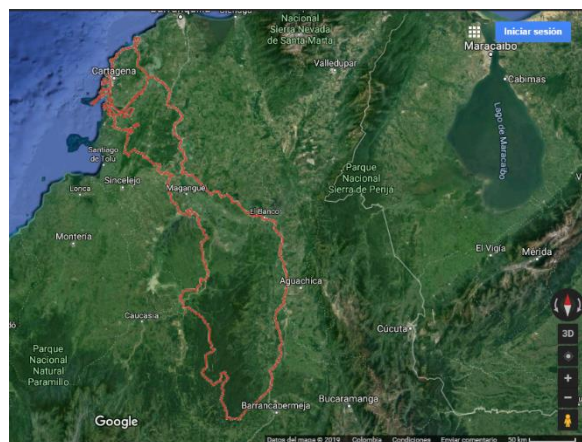 Parque
Nacional
Sierra Nevada
de Santa Marta
Iniciar sesión
Maracaibo
Valledupar
Cartagena
Cabimas
Lago de Maracaibo
Santiago
de Tolú
Parque
Nacional
Sierra de Perijá
Sincelejo
Magangué
Lorica
El Banco
Montería
El Vigía
Mérida
Aguachica
Caucasia
Cúcuta
3D
Parque
Nacional
Natural
Paramillo
Bucaramanga
Barrancabermeja
Google
Datos del mapa © 2019 Colombia Condiciones Enviar comentario 50 km